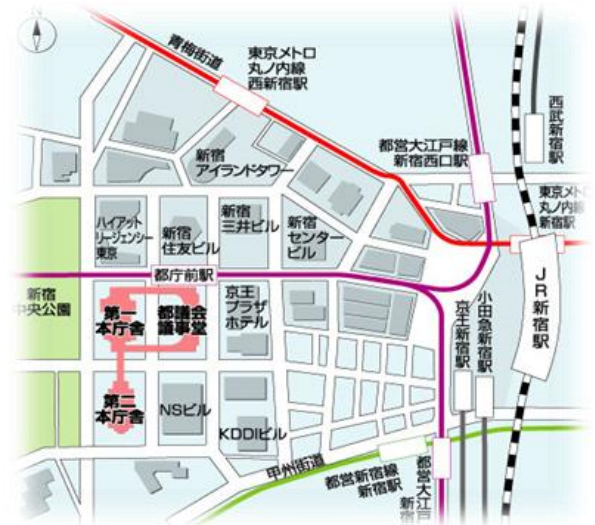 青梅街道
東京メトロ
丸ノ内線
西新宿駅
西武新宿駅
都営大江戸線
新宿西口駅
新宿
アイランドタワー
東京メトロ
丸ノ内線
新宿駅
ハイアット
リージェンシー
東京
新宿
住友ビル
新宿
三井ビル
新宿
センター
ビル
都庁前駅
JR新宿駅
新宿
中央公園
第一
本庁舎
都議会
議事堂
京王
プラザ
ホテル
京王新宿駅
小田急新宿駅
第二
本庁舎
NSビル
KDDIビル
甲州街道
都営新宿線
新宿駅
都営大江戸
新宿